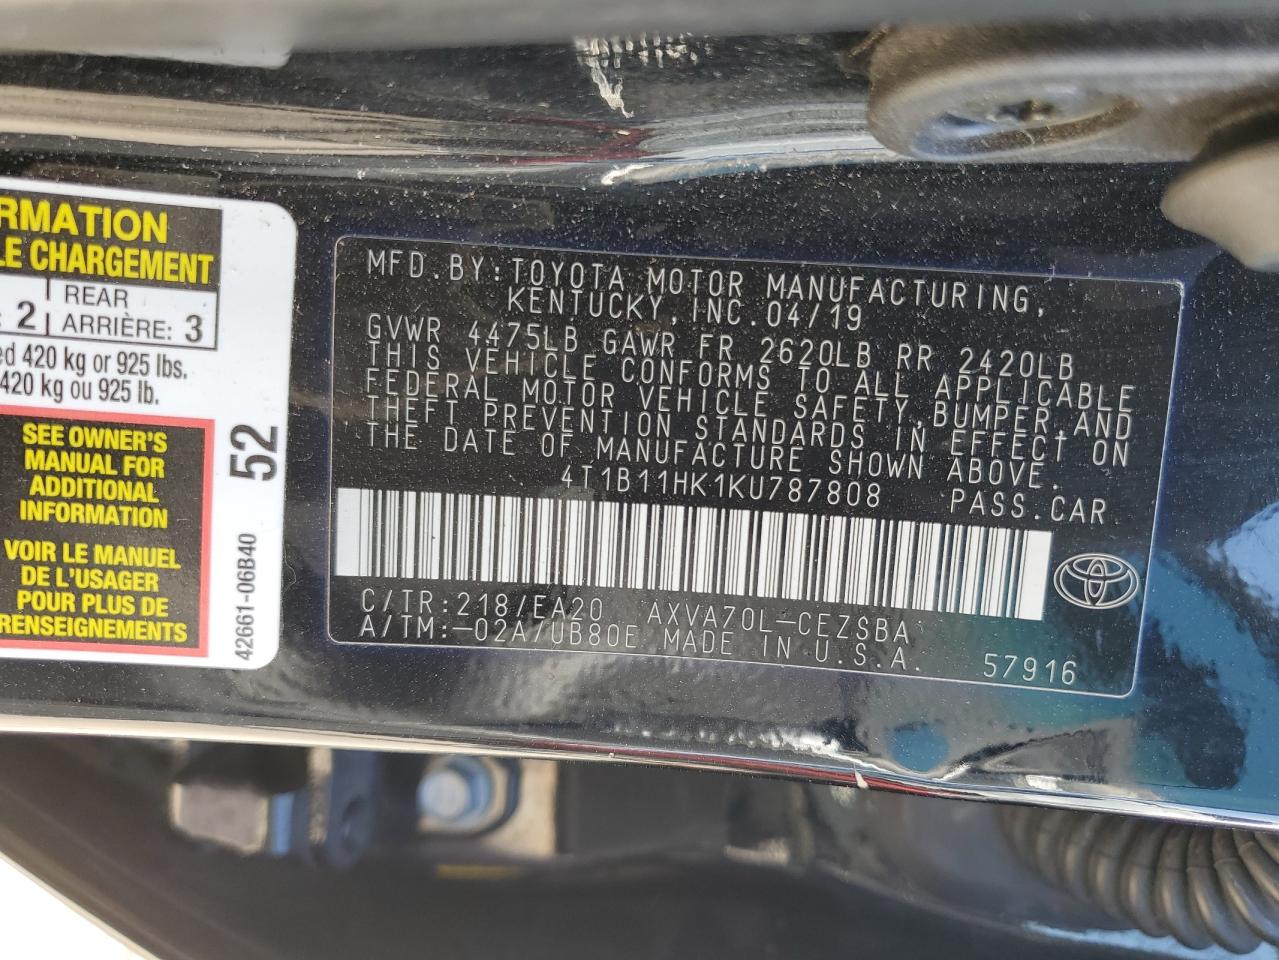 RMATION
LE CHARGEMENT
2
REAR
ARRIÈRE: 3
ed 420 kg or 925 lbs.
420 kg ou 925 lb.
SEE OWNER'S
MANUAL FOR
ADDITIONAL
INFORMATION
VOIR LE MANUEL
DE L'USAGER
POUR PLUS DE
RENSEIGNEMENTS
52
42661-06B40
MFD.BY:TOYOTA MOTOR MANUFACTURING,
KENTUCKY,INC.04/19
GVWR 4475LB GAWR FR 2620LB RR 2420LB
THIS VEHICLE CONFORMS TO ALL APPLICABLE
FEDERAL MOTOR VEHICLE SAFETY,BUMPER,AND
THEFT PREVENTION STANDARDS IN EFFECT ON
THE DATE OF MANUFACTURE SHOWN ABOVE.
4T1B11HK1KU787808 PASS.CAR
C/TR:218/EA20 AXVA70L-CEZSBA
A/TM:-02A/UB80E MADE IN U.S.A. 57916